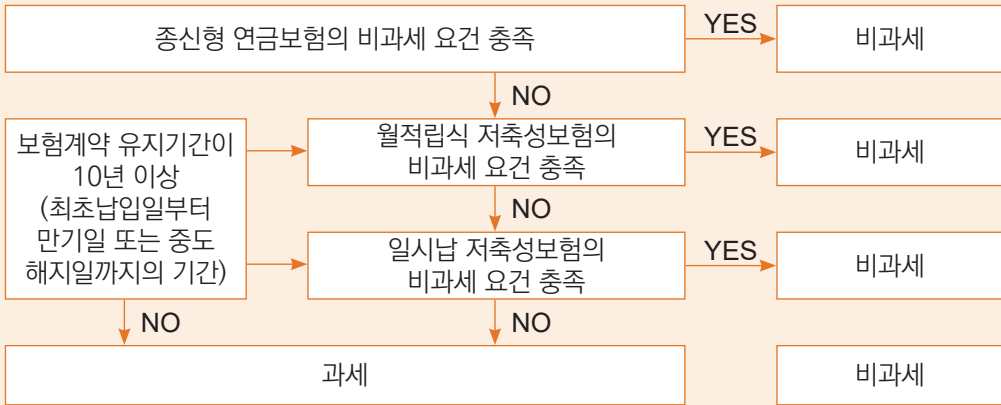 종신형 연금보험의 비과세 요건 충족
YES
비과세
NO
보험계약 유지기간이
10년 이상
(최초납입일부터
만기일 또는 중도
해지일까지의 기간)
월적립식 저축성보험의
비과세 요건 충족
YES
비과세
NO
일시납 저축성보험의
비과세 요건 충족
YES
비과세
NO
NO
과세
비과세